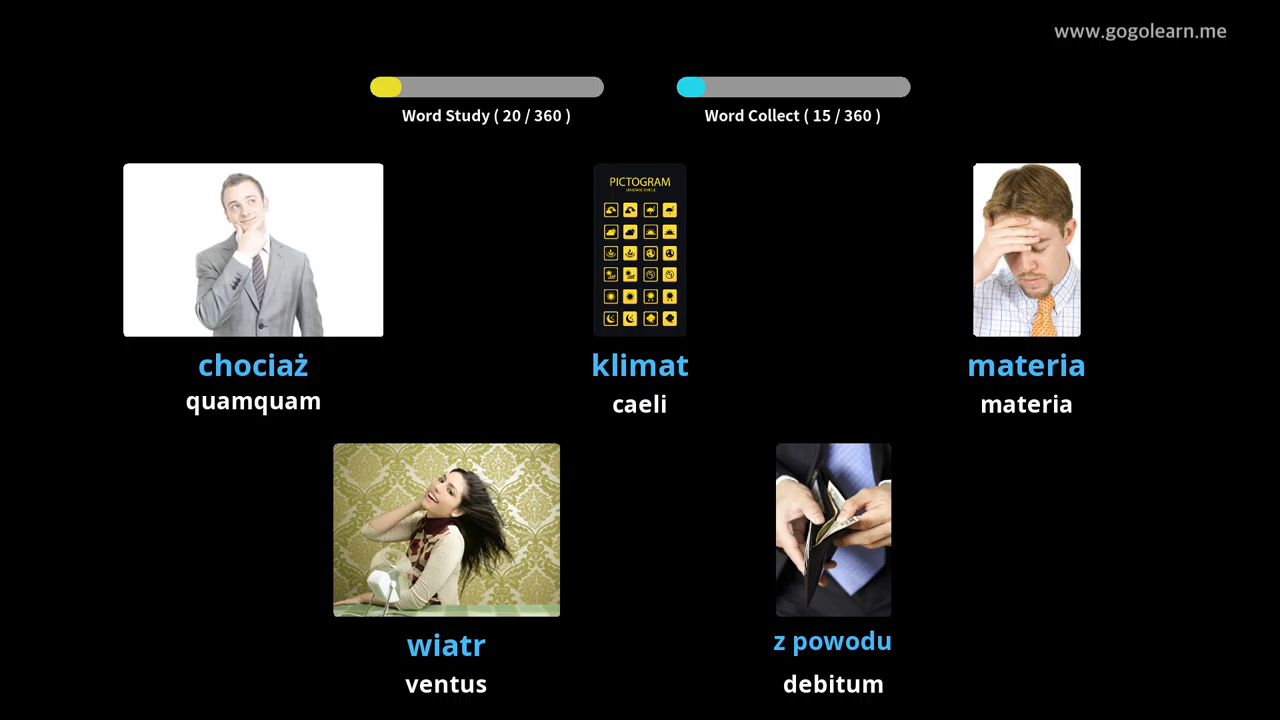 www.gogolearn.me
Word Study ( 20 / 360 )
Word Collect ( 15 / 360 )
PICTOGRAM
chociaż
quamquam
klimat
caeli
materia
materia
wiatr
ventus
z powodu
debitum